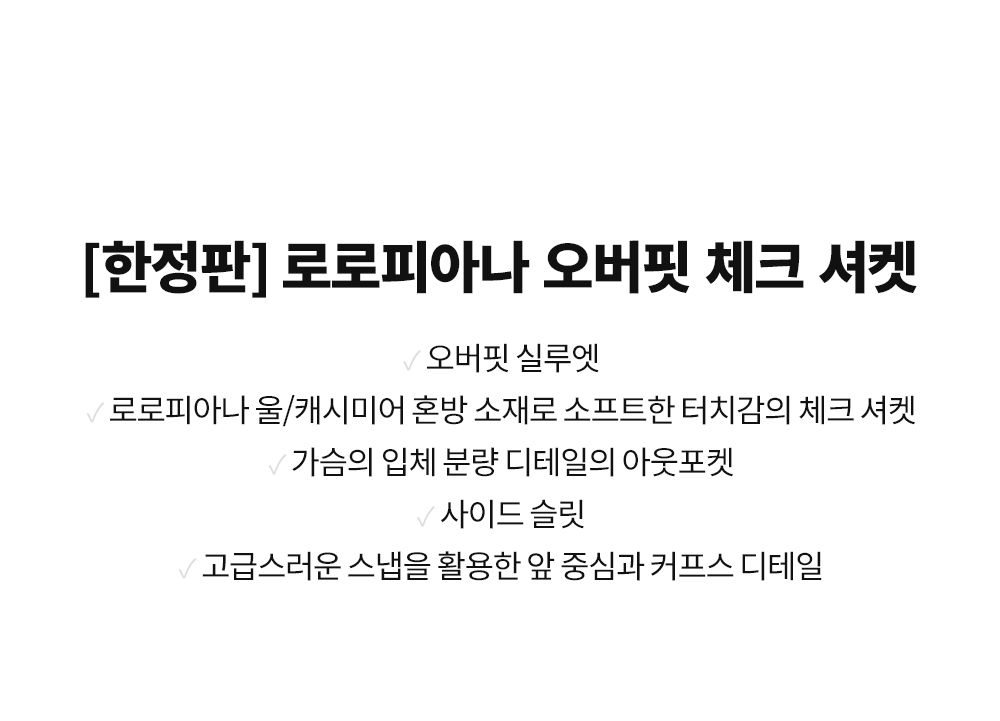 [한정판] 로로피아나 오버핏 체크 셔켓
✓ 오버핏 실루엣
✓ 로로피아나 울/캐시미어 혼방 소재로 소프트한 터치감의 체크 셔켓
✓ 가슴의 입체 분량 디테일의 아웃포켓
✓ 사이드 슬릿
✓ 고급스러운 스냅을 활용한 앞 중심과 커프스 디테일